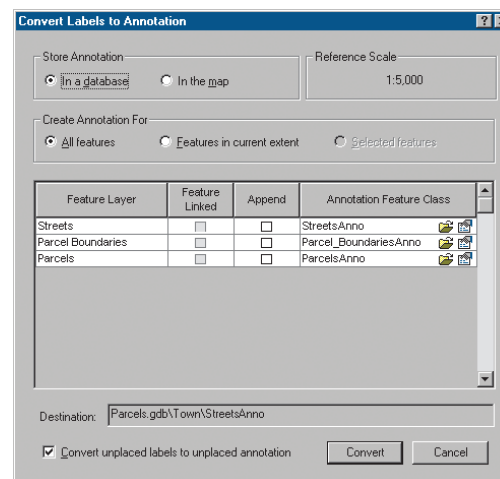 Convert Labels to Annotation
Store Annotation
In a database
In the map
Reference Scale
1:5,000
Create Annotation For
All features
Features in current extent
Selected features
Feature Layer
Feature Linked
Append
Annotation Feature Class
Streets
StreetsAnno
Parcel Boundaries
Parcel_BoundariesAnno
Parcels
ParcelsAnno
Destination:
Parcels.gdb\Town\StreetsAnno
Convert unplaced labels to unplaced annotation
Convert
Cancel